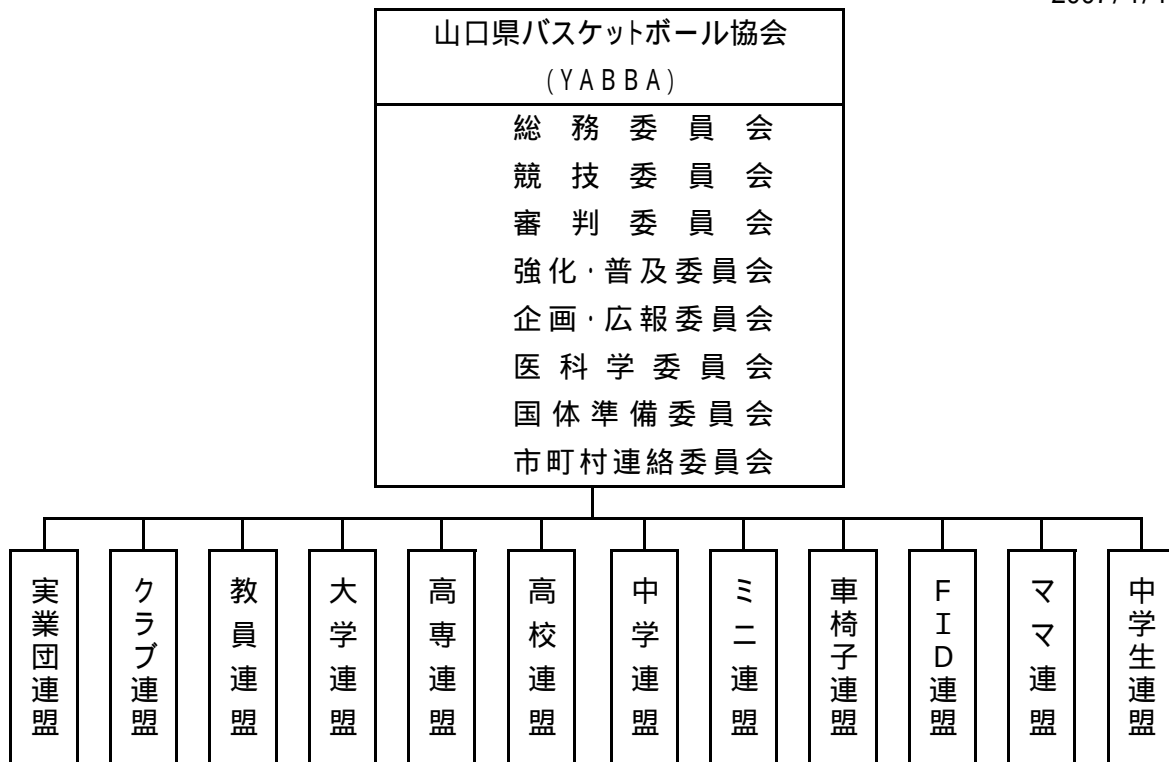 山口県バスケットボール協会
(YABBA)
総務委員会
競技委員会
審判委員会
強化・普及委員会
企画・広報委員会
医科学委員会
国体準備委員会
市町村連絡委員会
実業団連盟
クラブ連盟
教員連盟
大学連盟
高専連盟
高校連盟
中学連盟
ミニ連盟
車椅子連盟
FID連盟
ママ連盟
中学生連盟